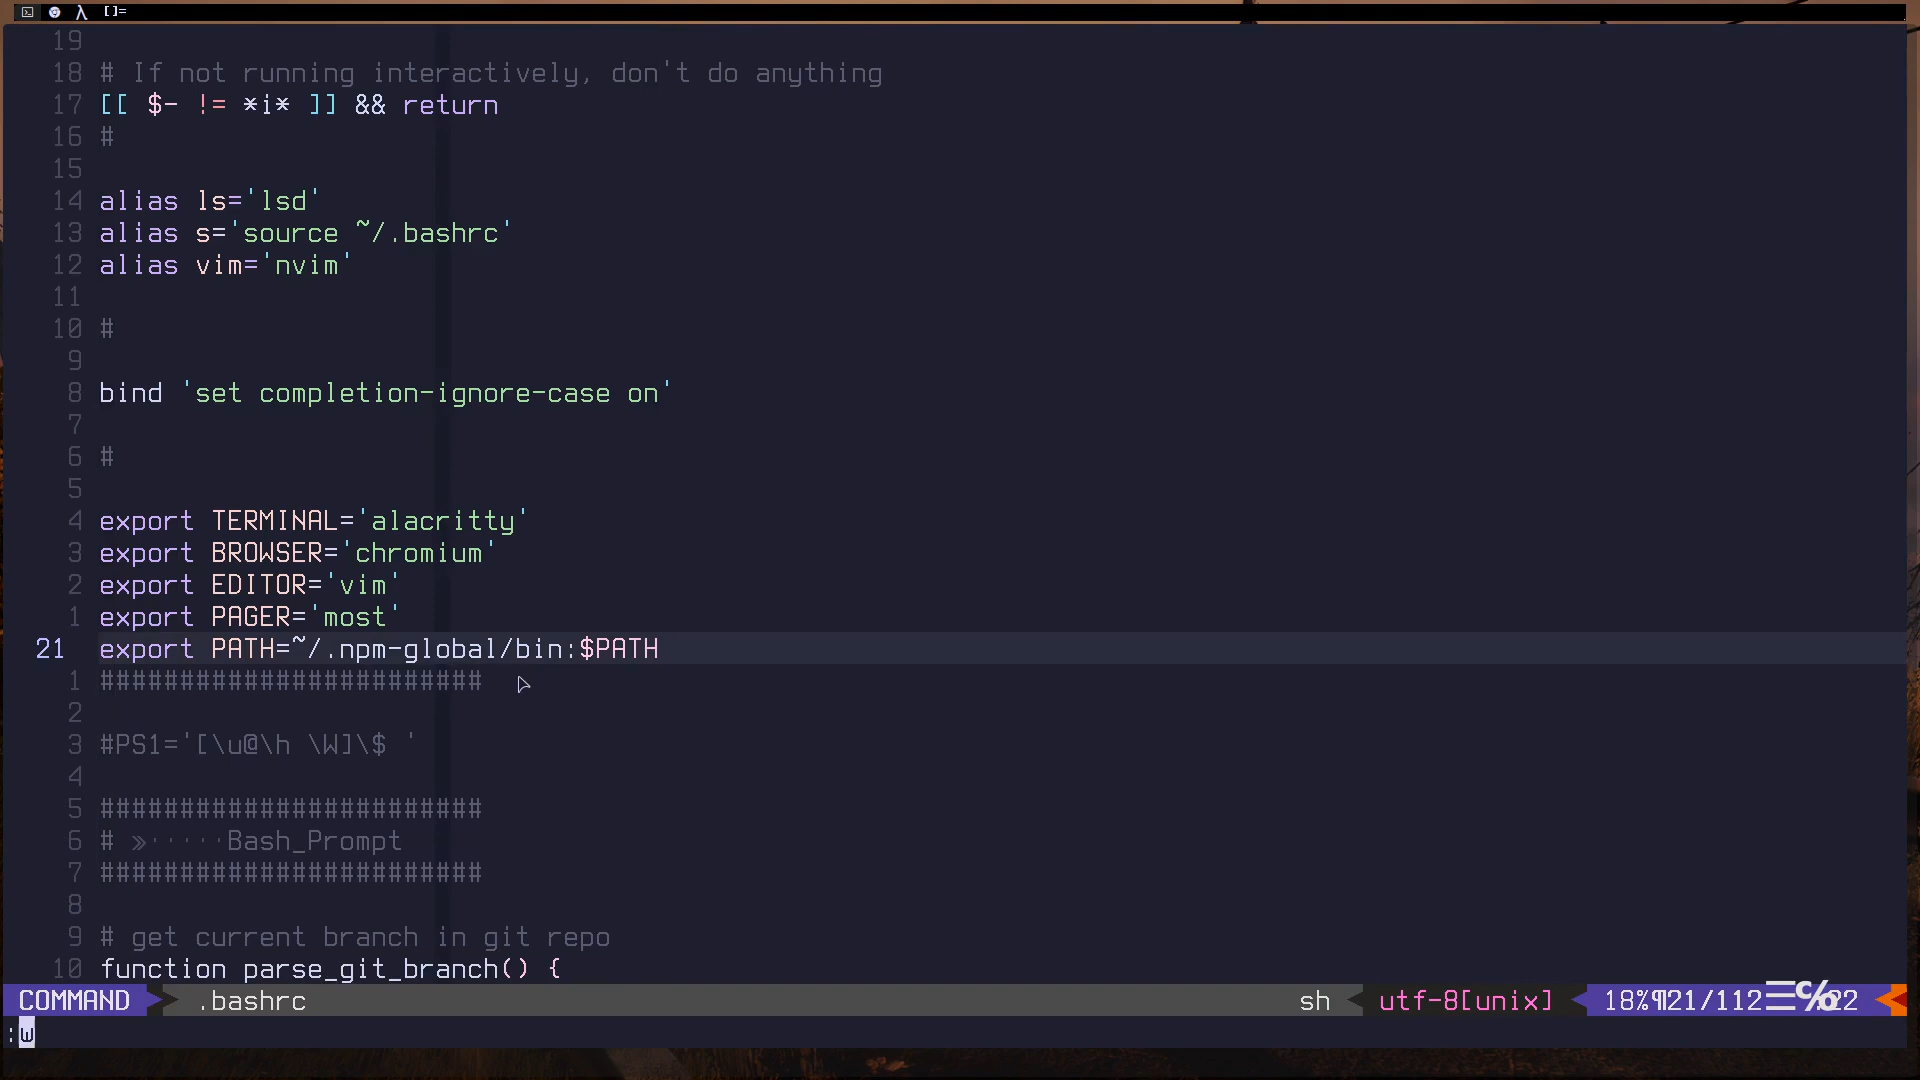 λ []=
19
18 # If not running interactively, don't do anything
17 [[ $- != *i* ]] && return
16 #
15
14 alias ls='lsd'
13 alias s='source ~/.bashrc'
12 alias vim='nvim'
11
10 #
9
8 bind 'set completion-ignore-case on'
7
6 #
5
4 export TERMINAL='alacritty'
3 export BROWSER='chromium'
2 export EDITOR='vim'
1 export PAGER='most'
21 export PATH=~/.npm-global/bin:$PATH
1 ########################
2
3 #PS1='[\u@\h \W]\$ '
4
5 ########################
6 # »·····Bash_Prompt
7 ########################
8
9 # get current branch in git repo
10 function parse_git_branch() {
COMMAND .bashrc sh utf-8[unix] 18%¶21/112☰℅:22
:w